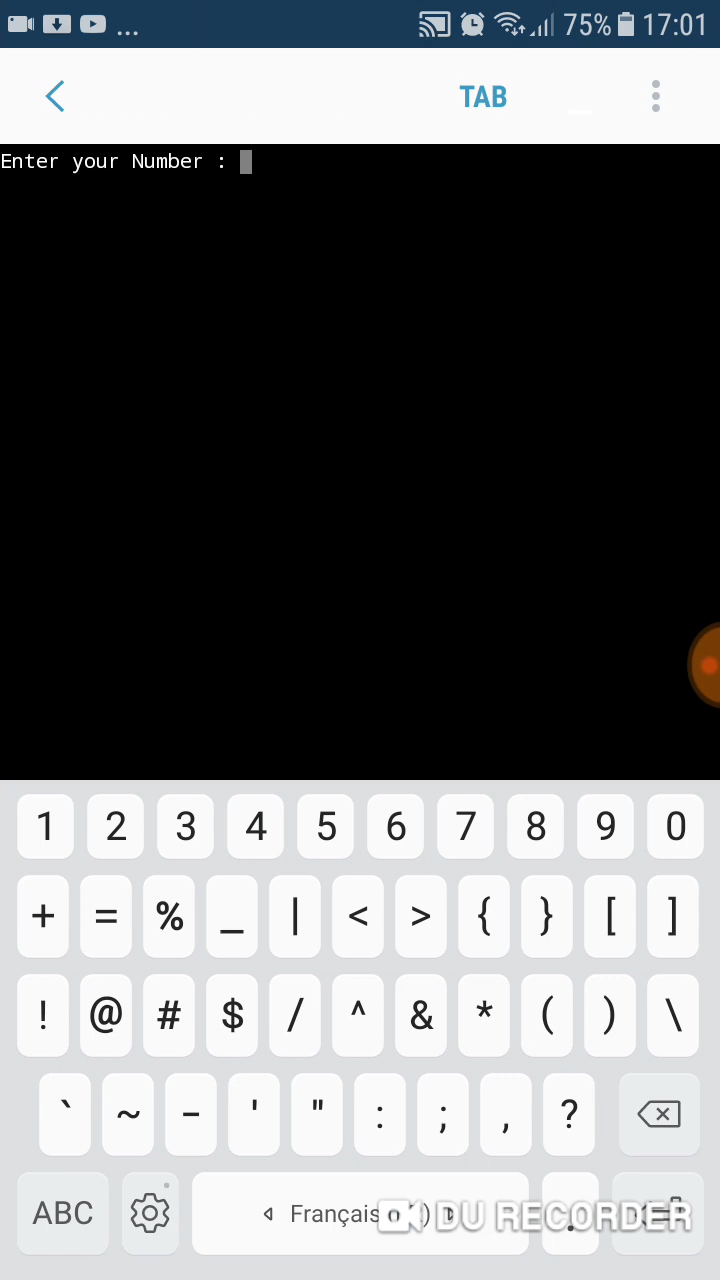 ... 75% 17:01
TAB
Enter your Number :
1 2 3 4 5 6 7 8 9 0
+ = % _ | < > { } [ ]
! @ # $ / ^ & * ( ) \
` ~ - ' " : ; , ?
ABC Français . DU RECORDER